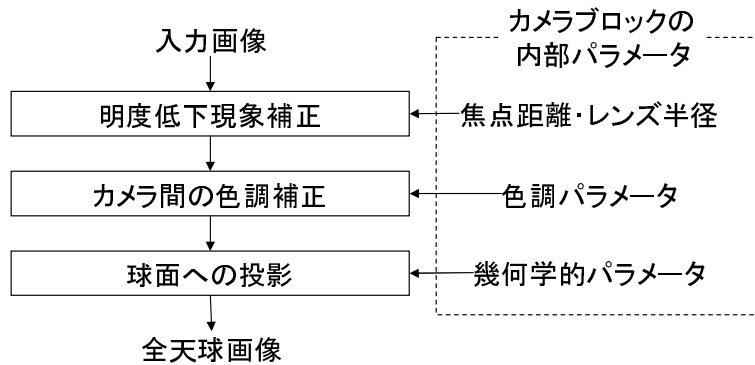 入力画像
カメラブロックの
内部パラメータ
明度低下現象補正
焦点距離・レンズ半径
カメラ間の色調補正
色調パラメータ
球面への投影
幾何学的パラメータ
全天球画像